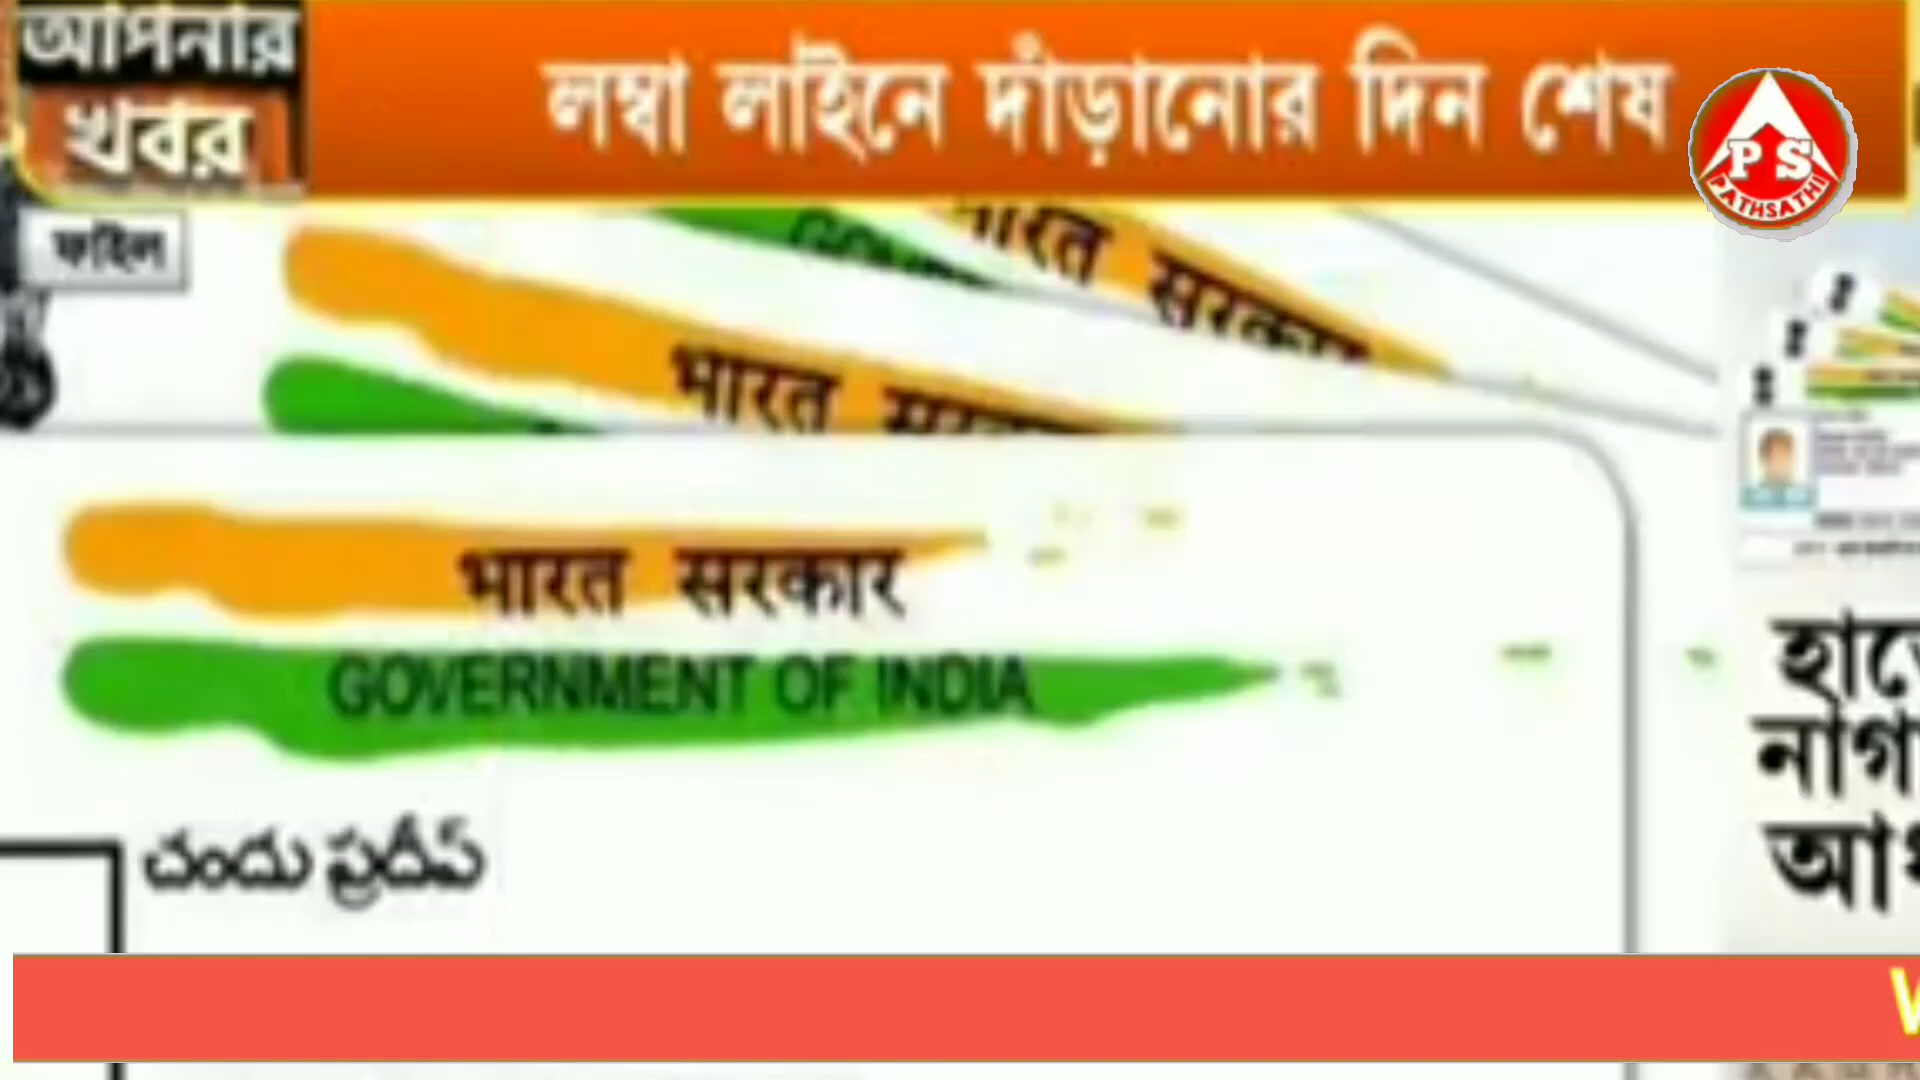 আপনার
খবর
লম্বা লাইনে দাঁড়ানোর দিন শেষ
PS
PATHSATHI
ফাইল
भारत सरकार
भारत
भारत सरकार
GOVERNMENT OF INDIA
చందు ప్రదీప్